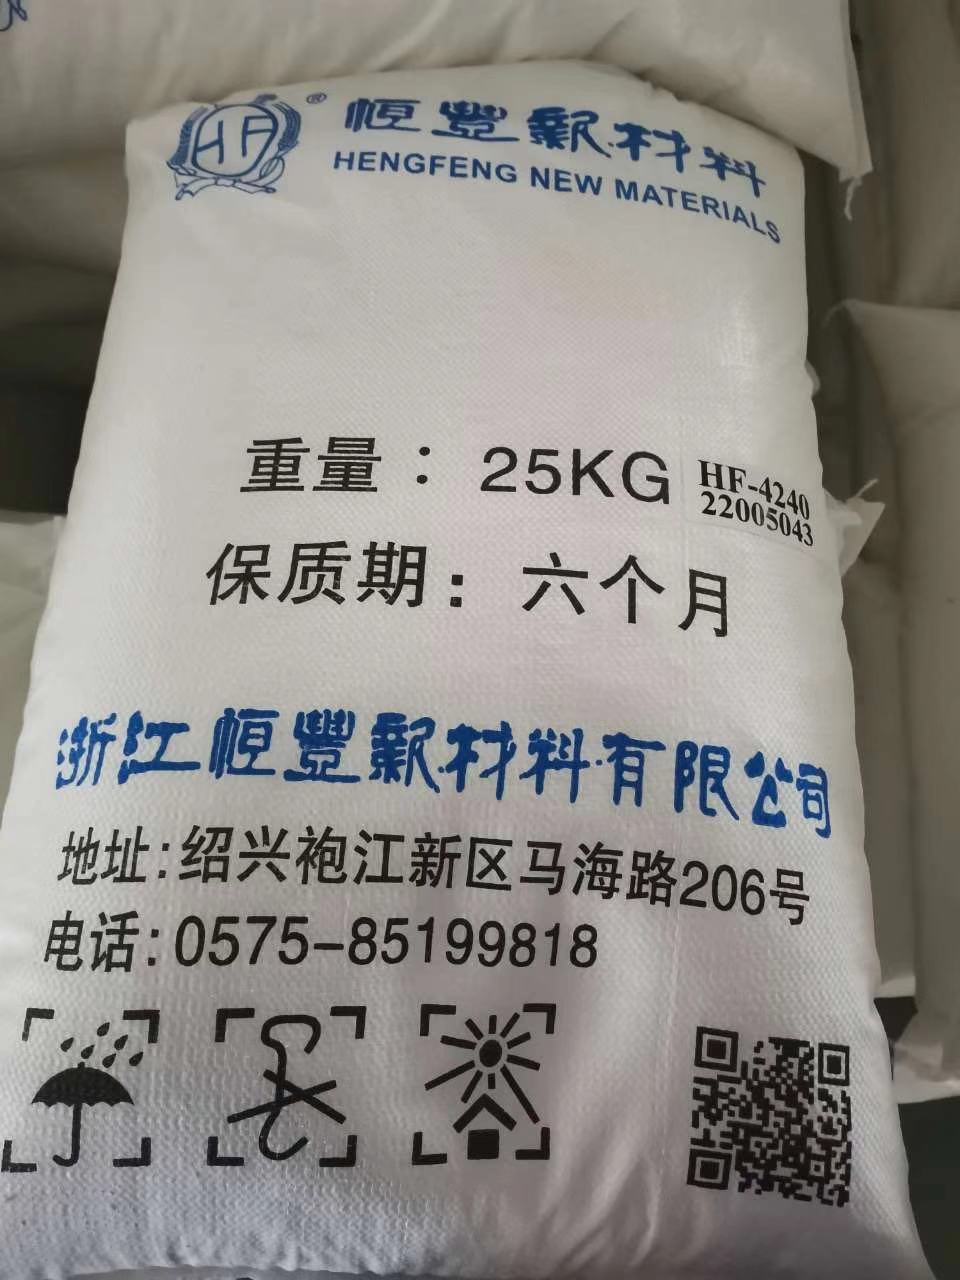 HF®
恒豐新材料
HENGFENG NEW MATERIALS
重量：25KG
HF-4240
22005043
保质期：六个月
浙江恒豐新材料有限公司
地址:绍兴袍江新区马海路206号
电话:0575-85199818